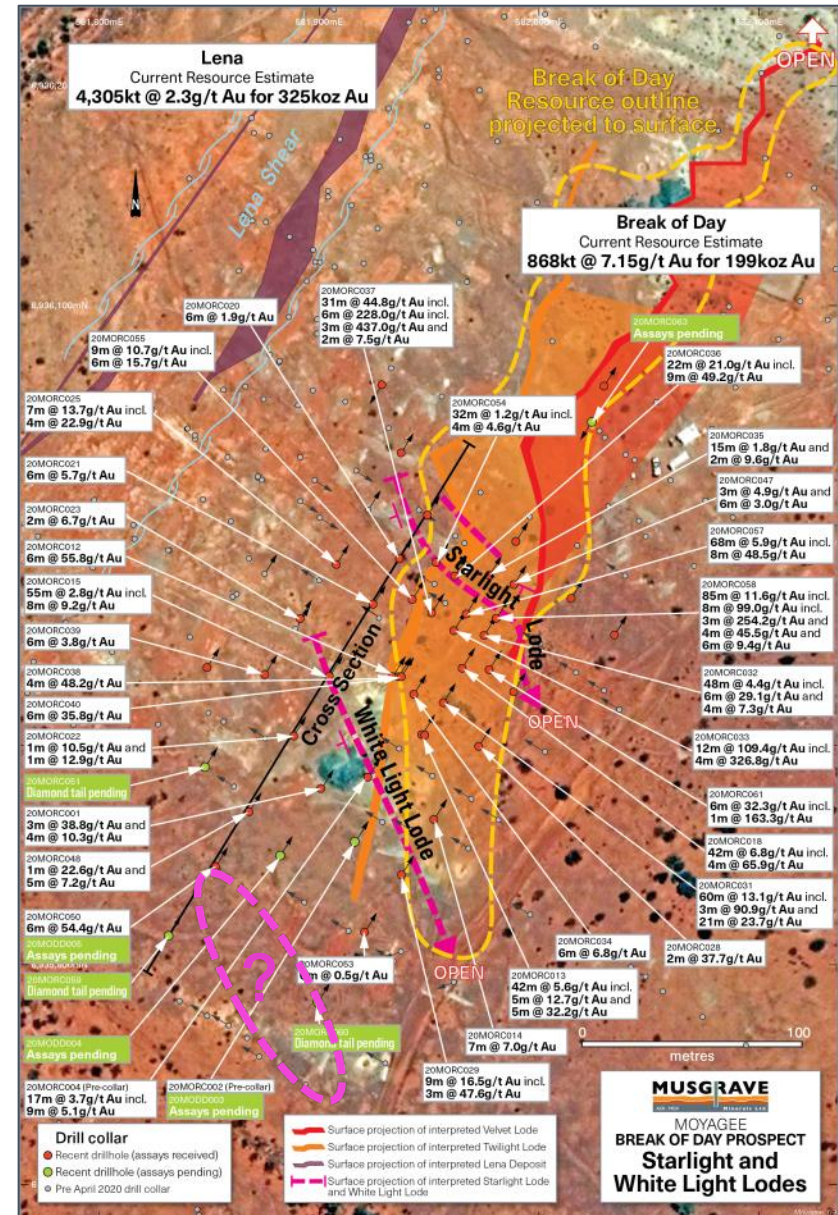 Lena
Current Resource Estimate
4,305kt @ 2.3g/t Au for 325koz Au
OPEN
Break of Day
Resource outline
projected to surface
Lena Shear
N
Break of Day
Current Resource Estimate
868kt @ 7.15g/t Au for 199koz Au
20MORC037
31m @ 44.8g/t Au incl.
6m @ 228.0g/t Au incl.
3m @ 437.0g/t Au and
2m @ 7.5g/t Au
20MORC020
6m @ 1.9g/t Au
20MORC055
9m @ 10.7g/t Au incl.
6m @ 15.7g/t Au
20MORC063
Assays pending
20MORC036
22m @ 21.0g/t Au incl.
9m @ 49.2g/t Au
20MORC025
7m @ 13.7g/t Au incl.
4m @ 22.9g/t Au
20MORC054
32m @ 1.2g/t Au incl.
4m @ 4.6g/t Au
20MORC035
15m @ 1.8g/t Au and
2m @ 9.6g/t Au
20MORC021
6m @ 5.7g/t Au
20MORC047
3m @ 4.9g/t Au and
6m @ 3.0g/t Au
20MORC023
2m @ 6.7g/t Au
20MORC057
68m @ 5.9g/t Au incl.
8m @ 48.5g/t Au
20MORC012
6m @ 55.8g/t Au
20MORC015
55m @ 2.8g/t Au incl.
8m @ 9.2g/t Au
20MORC058
85m @ 11.6g/t Au incl.
8m @ 99.0g/t Au incl.
3m @ 254.2g/t Au and
4m @ 45.5g/t Au and
6m @ 9.4g/t Au
20MORC039
6m @ 3.8g/t Au
20MORC038
4m @ 48.2g/t Au
20MORC032
48m @ 4.4g/t Au incl.
6m @ 29.1g/t Au and
4m @ 7.3g/t Au
20MORC040
6m @ 35.8g/t Au
20MORC022
1m @ 10.5g/t Au and
1m @ 12.9g/t Au
20MORC033
12m @ 109.4g/t Au incl.
4m @ 326.8g/t Au
20MORC051
Diamond tail pending
20MORC061
6m @ 32.3g/t Au incl.
1m @ 163.3g/t Au
20MORC001
3m @ 38.8g/t Au and
4m @ 10.3g/t Au
20MORC018
42m @ 6.8g/t Au incl.
4m @ 65.9g/t Au
20MORC048
1m @ 22.6g/t Au and
5m @ 7.2g/t Au
20MORC031
60m @ 13.1g/t Au incl.
3m @ 90.9g/t Au and
21m @ 23.7g/t Au
20MORC050
6m @ 54.4g/t Au
20MORC034
6m @ 6.8g/t Au
20MORC028
2m @ 37.7g/t Au
20MODD005
Assays pending
20MORC059
Diamond tail pending
20MORC053
@ 0.5g/t Au
20MORC013
42m @ 5.6g/t Au incl.
5m @ 12.7g/t Au and
5m @ 32.2g/t Au
20MODD004
Assays pending
Diamond tail pending
20MORC014
7m @ 7.0g/t Au
20MORC004 (Pre-collar)
17m @ 3.7g/t Au incl.
9m @ 5.1g/t Au
20MORC002 (Pre-collar)
20MODD003
Assays pending
20MORC029
9m @ 16.5g/t Au incl.
3m @ 47.6g/t Au
Starlight Lode
OPEN
Cross Section
White Light Lode
OPEN
?
0 100
metres
Drill collar
Recent drillhole (assays received)
Recent drillhole (assays pending)
Pre April 2020 drill collar
Surface projection of interpreted Velvet Lode
Surface projection of interpreted Twilight Lode
Surface projection of interpreted Lena Deposit
Surface projection of interpreted Starlight Lode
and White Light Lode
MUSGRAVE
Minerals Ltd
MOYAGEE
BREAK OF DAY PROSPECT
Starlight and
White Light Lodes